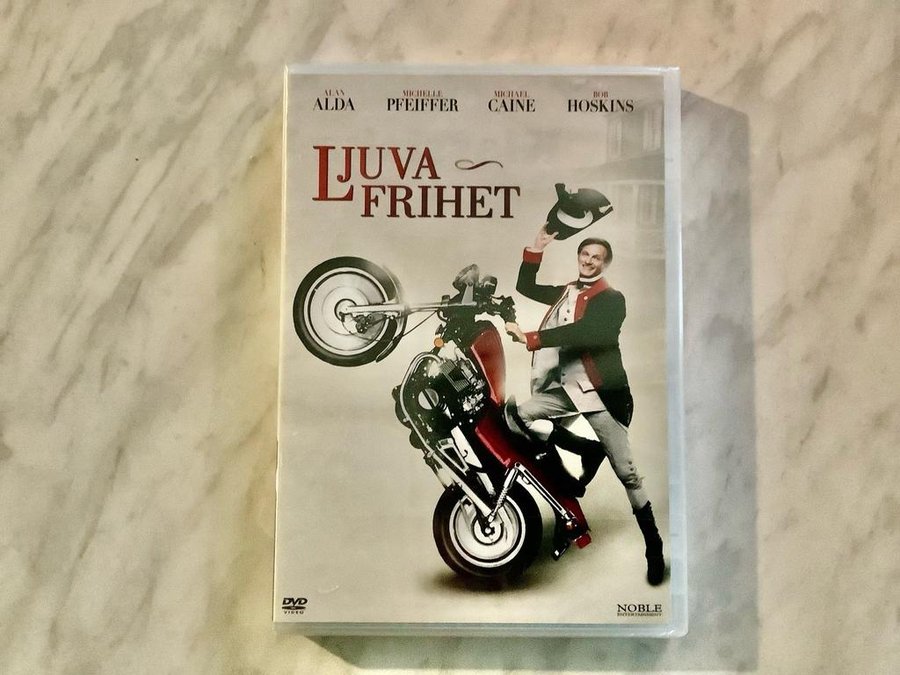 ALAN ALDA
MICHELLE PFEIFFER
MICHAEL CAINE
BOB HOSKINS
LJUVA
FRIHET
DVD
VIDEO
NOBLE
ENTERTAINMENT